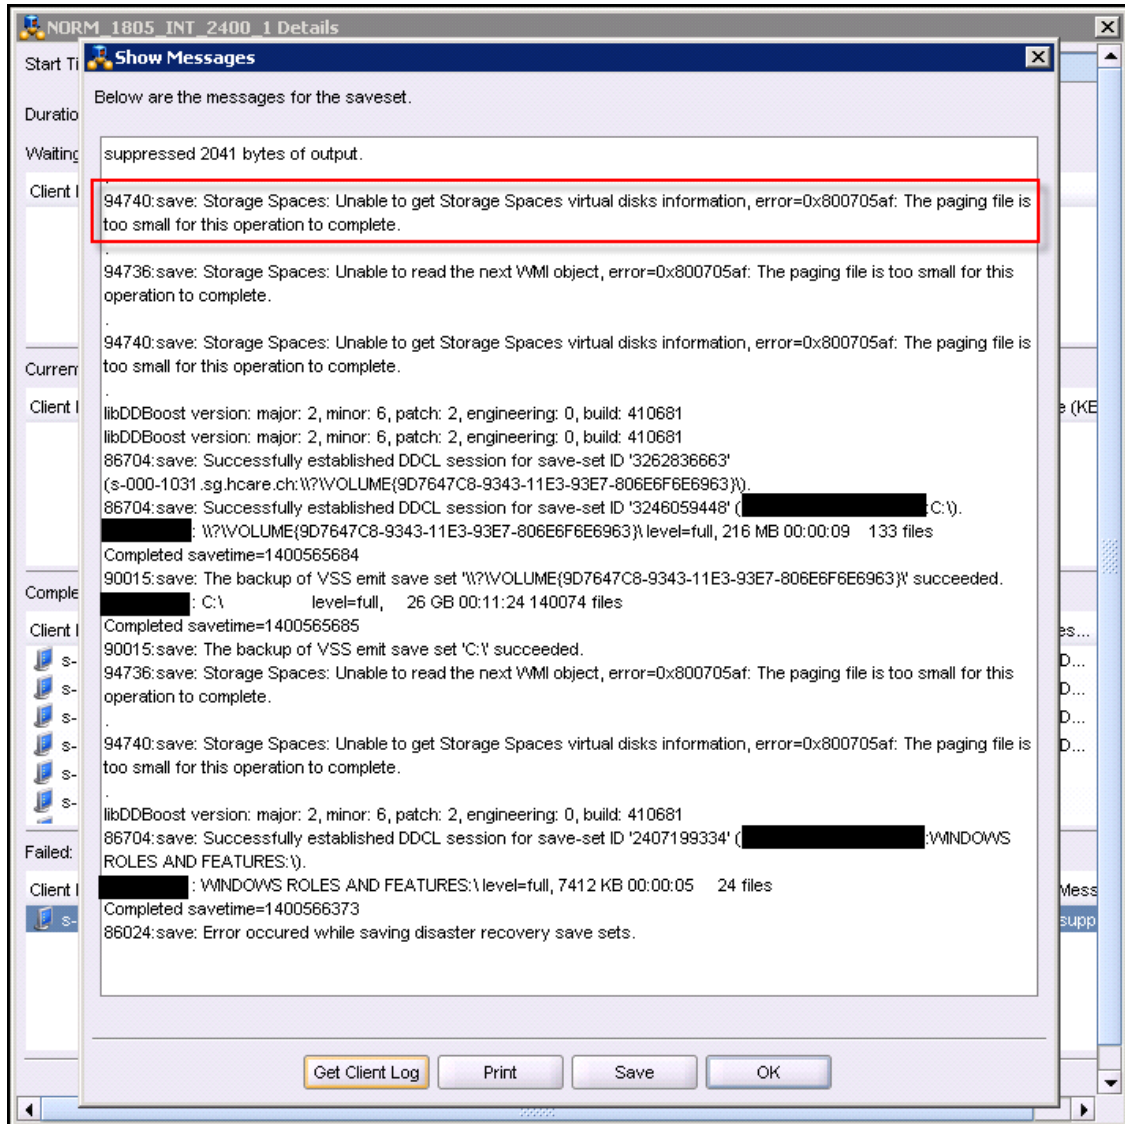 NORM_1805_INT_2400_1 Details
Start Ti
Show Messages
Below are the messages for the saveset.
Duratio
Waiting
suppressed 2041 bytes of output.
.
Client I
94740:save: Storage Spaces: Unable to get Storage Spaces virtual disks information, error=0x800705af: The paging file is
too small for this operation to complete.
.
94736:save: Storage Spaces: Unable to read the next WMI object, error=0x800705af: The paging file is too small for this
operation to complete.
.
94740:save: Storage Spaces: Unable to get Storage Spaces virtual disks information, error=0x800705af: The paging file is
too small for this operation to complete.
.
Curren
Client I
e (KE
libDDBoost version: major: 2, minor: 6, patch: 2, engineering: 0, build: 410681
libDDBoost version: major: 2, minor: 6, patch: 2, engineering: 0, build: 410681
86704:save: Successfully established DDCL session for save-set ID '3262836663'
(s-000-1031.sg.hcare.ch:\\?\VOLUME{9D7647C8-9343-11E3-93E7-806E6F6E6963}\).
86704:save: Successfully established DDCL session for save-set ID '3246059448' ( :C:\).
: \\?\VOLUME{9D7647C8-9343-11E3-93E7-806E6F6E6963}\ level=full, 216 MB 00:00:09 133 files
Completed savetime=1400565684
90015:save: The backup of VSS emit save set '\\?\VOLUME{9D7647C8-9343-11E3-93E7-806E6F6E6963}\' succeeded.
: C:\ level=full, 26 GB 00:11:24 140074 files
Completed savetime=1400565685
90015:save: The backup of VSS emit save set 'C:\' succeeded.
94736:save: Storage Spaces: Unable to read the next WMI object, error=0x800705af: The paging file is too small for this
operation to complete.
.
94740:save: Storage Spaces: Unable to get Storage Spaces virtual disks information, error=0x800705af: The paging file is
too small for this operation to complete.
.
Comple
Client I
es...
s- D...
s- D...
s- D...
s- D...
s-
s-
libDDBoost version: major: 2, minor: 6, patch: 2, engineering: 0, build: 410681
86704:save: Successfully established DDCL session for save-set ID '2407199334' ( :WINDOWS
ROLES AND FEATURES:\).
: WINDOWS ROLES AND FEATURES:\ level=full, 7412 KB 00:00:05 24 files
Completed savetime=1400566373
86024:save: Error occured while saving disaster recovery save sets.
Failed:
Client I
Mess
s- supp
Get Client Log
Print
Save
OK